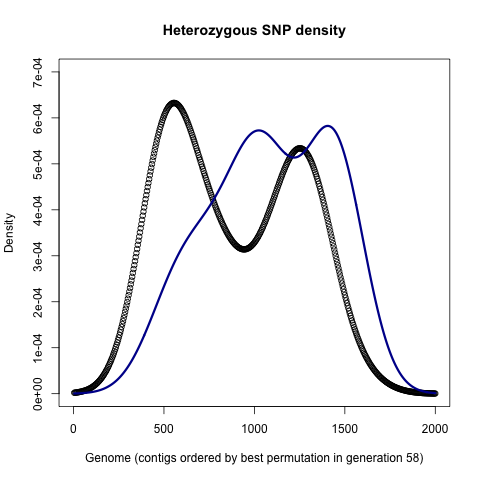 Heterozygous SNP density
Density
7e-04
6e-04
5e-04
4e-04
3e-04
2e-04
1e-04
0e+00
0 500 1000 1500 2000
Genome (contigs ordered by best permutation in generation 58)